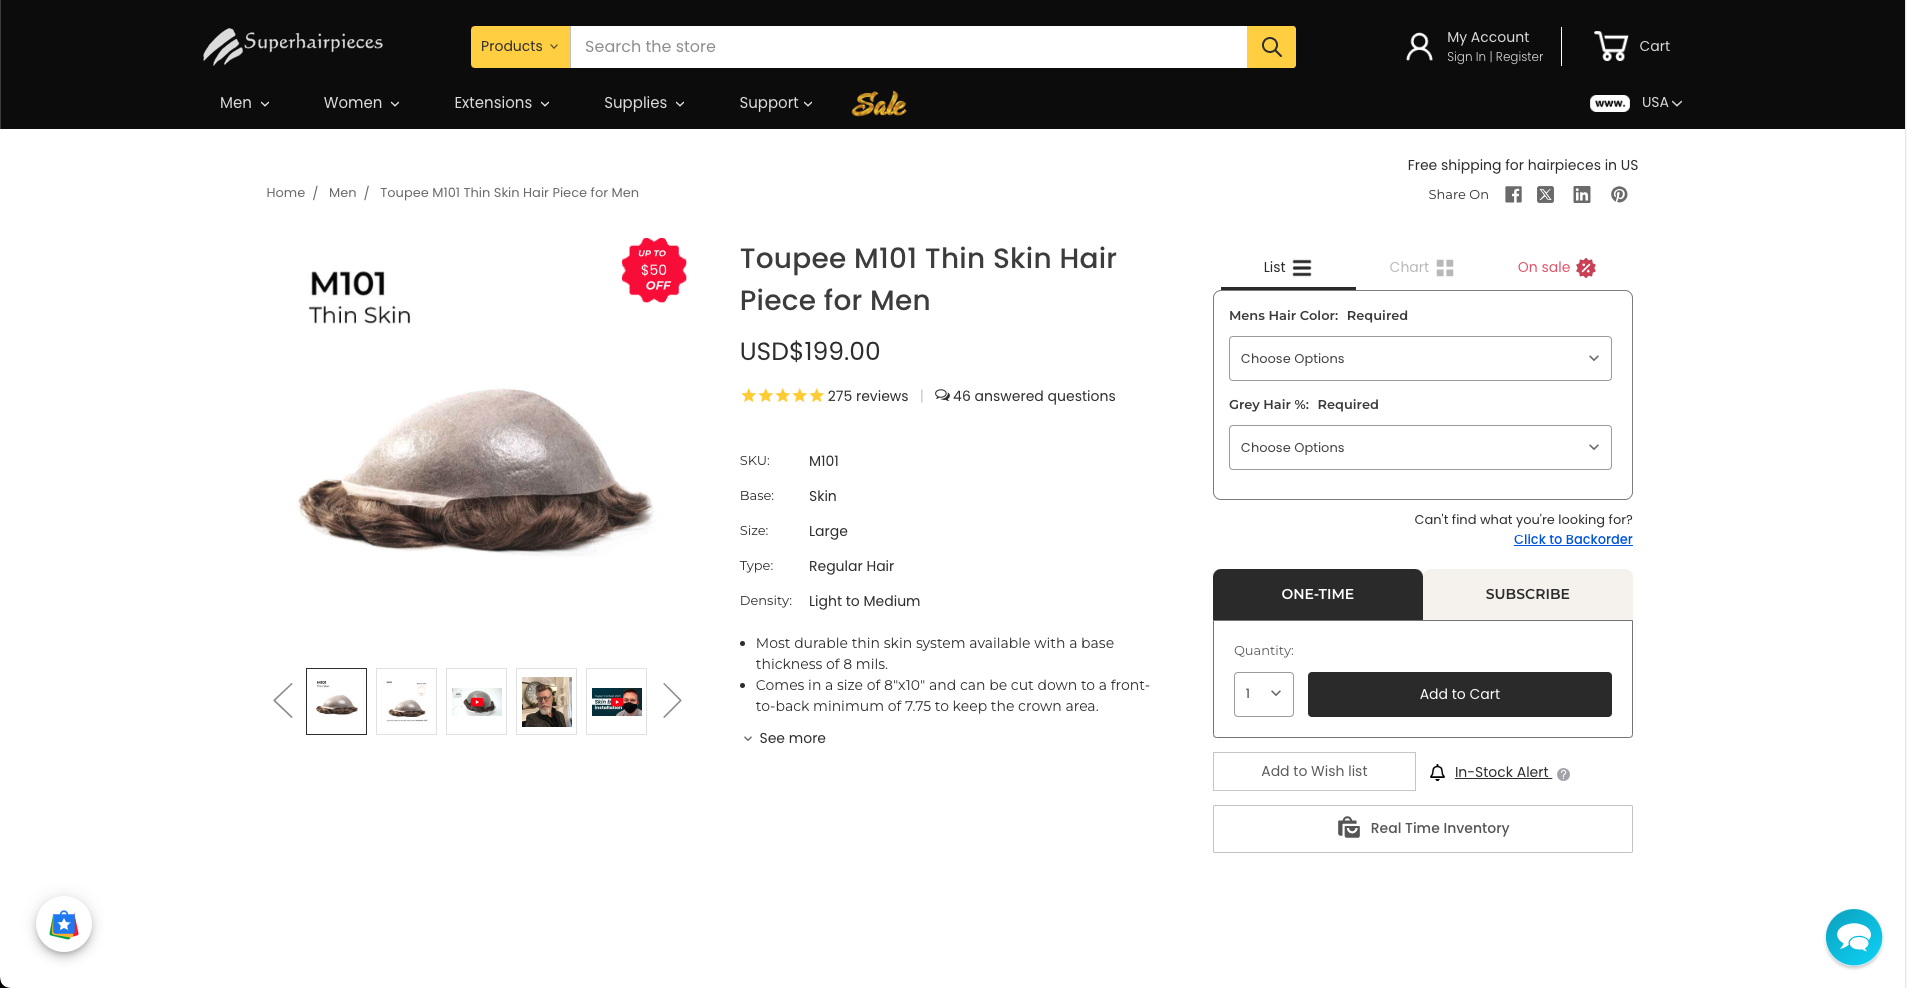 Superhairpieces
Products
Search the store
My Account
Sign In | Register
Cart
Men
Women
Extensions
Supplies
Support
Sale
www.
USA
Free shipping for hairpieces in US
Share On
Home / Men / Toupee M101 Thin Skin Hair Piece for Men
M101
Thin Skin
UP TO
$50
OFF
Toupee M101 Thin Skin Hair
Piece for Men
USD$199.00
275 reviews | 46 answered questions
SKU: M101
Base: Skin
Size: Large
Type: Regular Hair
Density: Light to Medium
• Most durable thin skin system available with a base
thickness of 8 mils.
• Comes in a size of 8"x10" and can be cut down to a front-
to-back minimum of 7.75 to keep the crown area.
See more
List
Chart
On sale
Mens Hair Color: Required
Choose Options
Grey Hair %: Required
Choose Options
Can't find what you're looking for?
Click to Backorder
ONE-TIME
SUBSCRIBE
Quantity:
1
Add to Cart
Add to Wish list
In-Stock Alert ?
Real Time Inventory